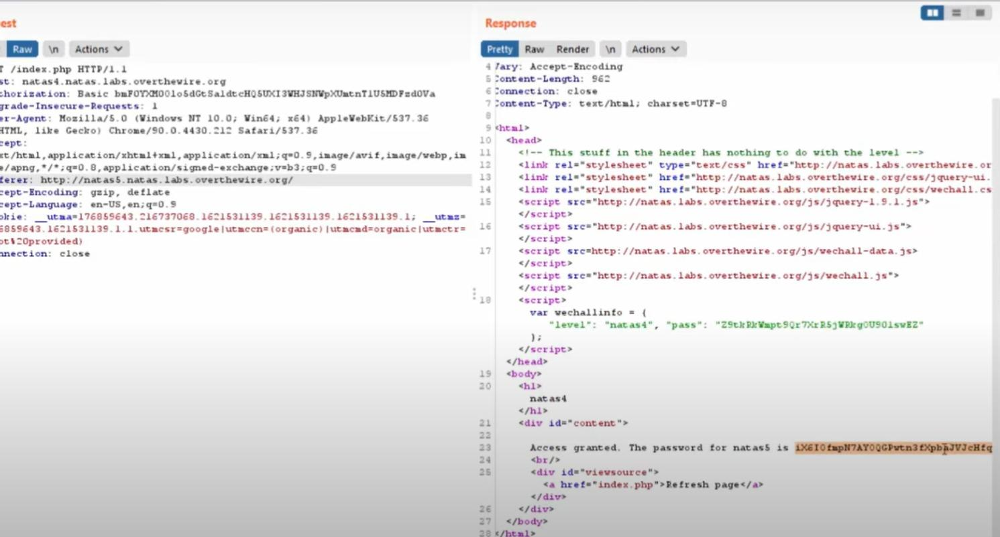 est
Raw \n Actions
T /index.php HTTP/1.1
st: natas4.natas.labs.overthewire.org
thorization: Basic
grade-Insecure-Requests: 1
er-Agent: Mozilla/5.0 (Windows NT 10.0; Win64; x64) AppleWebKit/537.36
HTML, like Gecko) Chrome/90.0.4430.212 Safari/537.36
cept:
xt/html,application/xhtml+xml,application/xml;q=0.9,image/avif,image/webp,im
e/apng,*/*;q=0.8,application/signed-exchange;v=b3;q=0.9
ferer: http://natas5.natas.labs.overthewire.org/
cept-Encoding: gzip, deflate
cept-Language: en-US,en;q=0.9
okie: __utma=176859643.216737068.1621531139.1621531139.1621531139.1; __utmz=
6859643.1621531139.1.1.utmcsr=google|utmccn=(organic)|utmcmd=organic|utmctr=
ot%20provided)
nnection: close
Response
Pretty Raw Render \n Actions
4 Vary: Accept-Encoding
5 Content-Length: 962
6 Connection: close
7 Content-Type: text/html; charset=UTF-8
8
9 <html>
10 <head>
11 <!-- This stuff in the header has nothing to do with the level -->
12 <link rel="stylesheet" type="text/css" href="http://natas.labs.overthewire.or
13 <link rel="stylesheet" href="http://natas.labs.overthewire.org/css/jquery-ui.
14 <link rel="stylesheet" href="http://natas.labs.overthewire.org/css/wechall.cs
15 <script src="http://natas.labs.overthewire.org/js/jquery-1.9.1.js">
</script>
16 <script src="http://natas.labs.overthewire.org/js/jquery-ui.js">
</script>
17 <script src=http://natas.labs.overthewire.org/js/wechall-data.js>
</script>
<script src="http://natas.labs.overthewire.org/js/wechall.js">
</script>
18 <script>
var wechallinfo = {
"level": "natas4", "pass": "Z9tkRkWmpt9Qr7XrR5jWRkgOU901swEZ"
};
</script>
</head>
19 <body>
20 <h1>
natas4
</h1>
21 <div id="content">
22
23 Access granted. The password for natas5 is iX6IOfmpN7AYOQGPwtn3fXpbaJVJcHfq
24 <br/>
25 <div id="viewsource">
<a href="index.php">Refresh page</a>
</div>
26 </div>
27 </body>
28 </html>